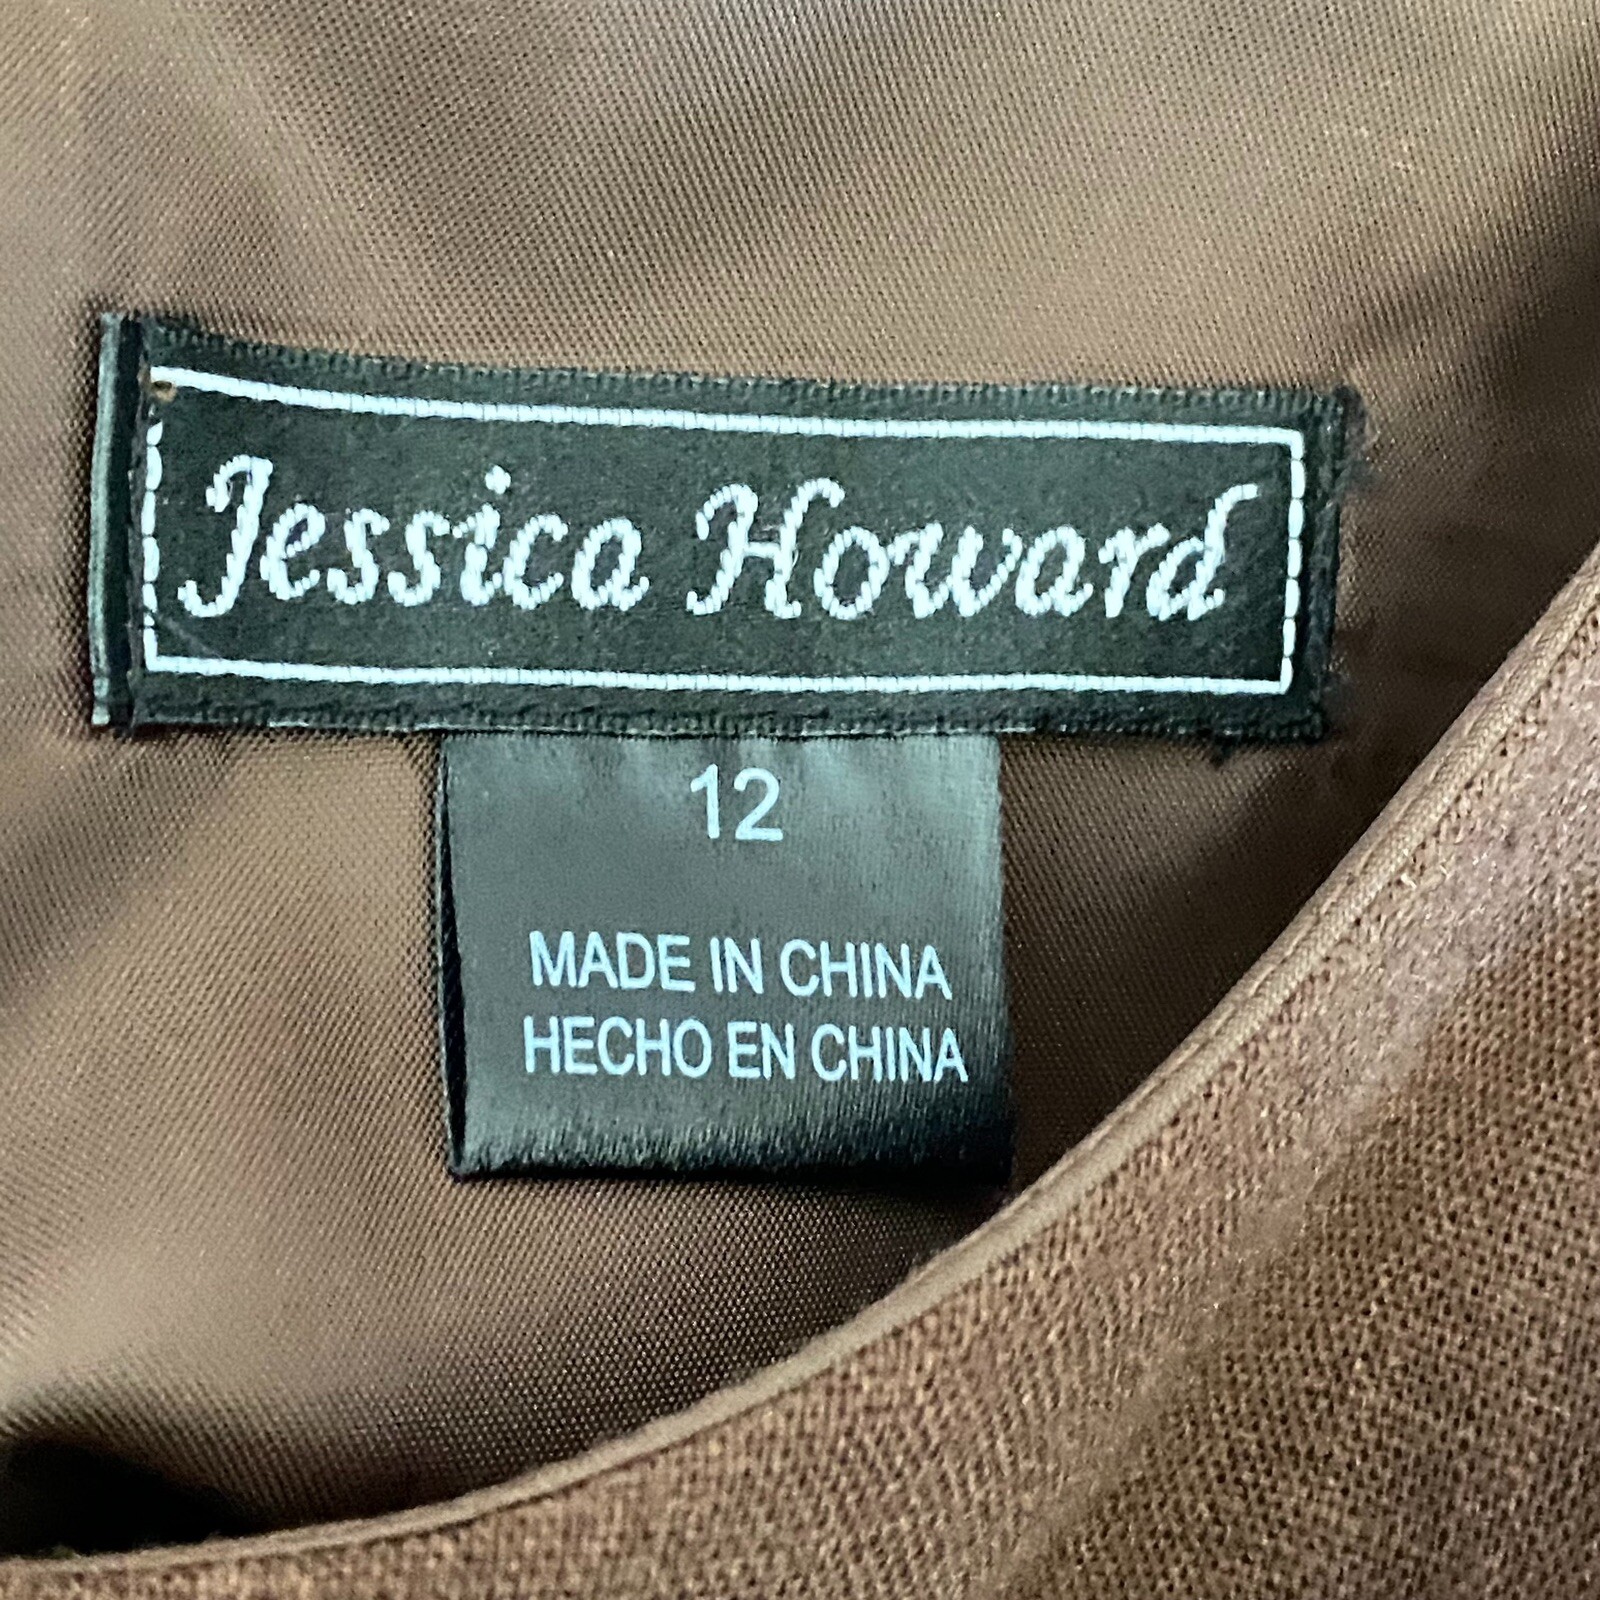 Jessica Howard
12
MADE IN CHINA
HECHO EN CHINA